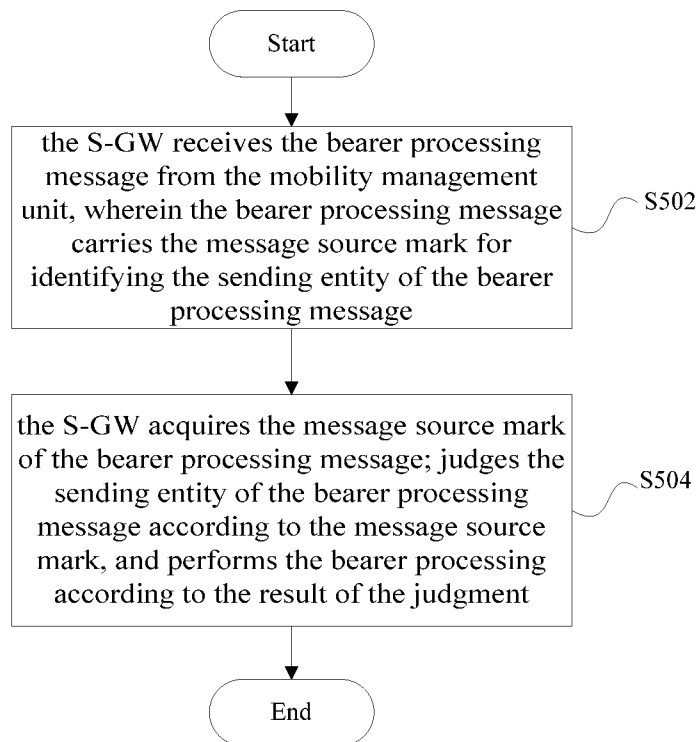 Start
the S-GW receives the bearer processing
message from the mobility management
unit, wherein the bearer processing message
carries the message source mark for
identifying the sending entity of the bearer
processing message
S502
the S-GW acquires the message source mark
of the bearer processing message; judges the
sending entity of the bearer processing
message according to the message source
mark, and performs the bearer processing
according to the result of the judgment
S504
End